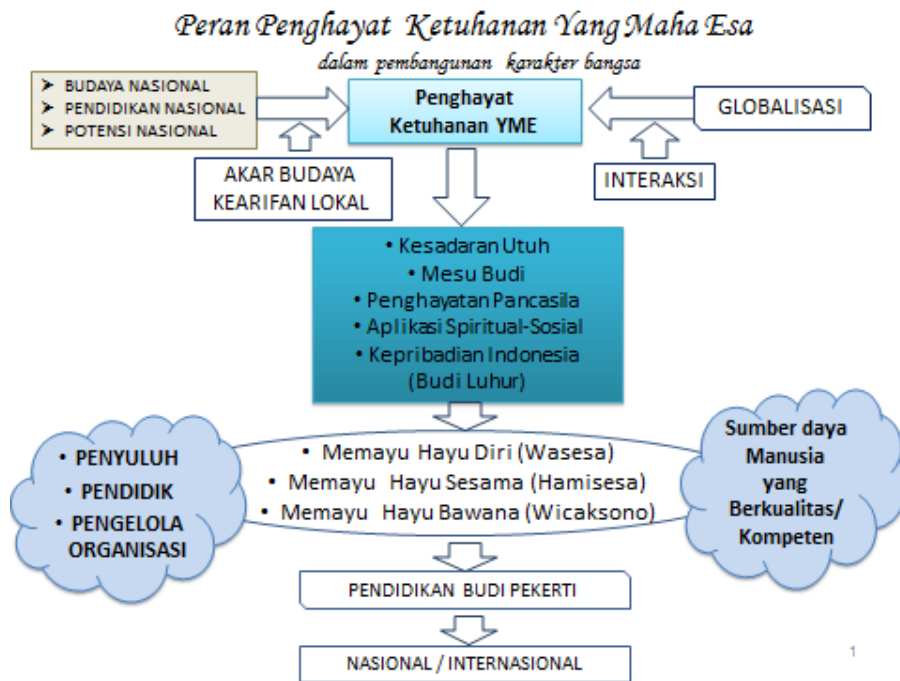 Peran Penghayat Ketuhanan Yang Maha Esa
dalam pembangunan karakter bangsa
➤ BUDAYA NASIONAL
➤ PENDIDIKAN NASIONAL
➤ POTENSI NASIONAL
Penghayat
Ketuhanan YME
GLOBALISASI
AKAR BUDAYA
KEARIFAN LOKAL
INTERAKSI
• Kesadaran Utuh
• Mesu Budi
• Penghayatan Pancasila
• Aplikasi Spiritual-Sosial
• Kepribadian Indonesia
(Budi Luhur)
• PENYULUH
• PENDIDIK
• PENGELOLA
ORGANISASI
• Memayu Hayu Diri (Wasesa)
• Memayu Hayu Sesama (Hamisesa)
• Memayu Hayu Bawana (Wicaksono)
Sumber daya
Manusia
yang
Berkualitas/
Kompeten
PENDIDIKAN BUDI PEKERTI
NASIONAL / INTERNASIONAL
1